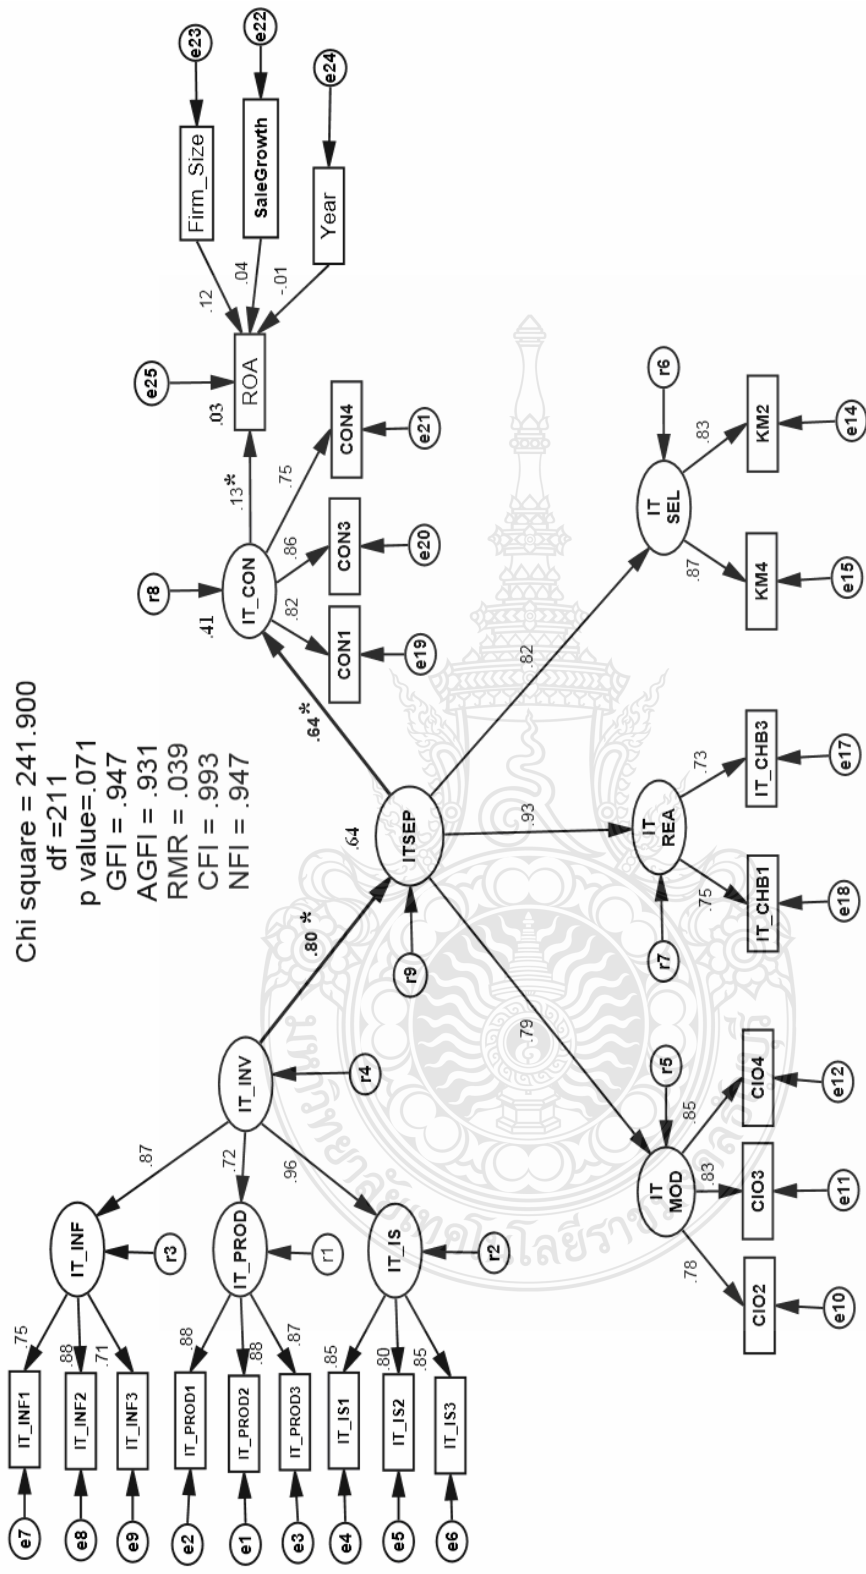 Chi square = 241.900
df =211
p value=.071
GFI = .947
AGFI = .931
RMR = .039
CFI = .993
NFI = .947
e7
IT_INF1
.75
e8
IT_INF2
.88
e9
IT_INF3
.71
IT_INF
r3
.87
e2
IT_PROD1
.88
e1
IT_PROD2
.88
e3
IT_PROD3
.87
IT_PROD
r1
.72
e4
IT_IS1
.85
e5
IT_IS2
.80
e6
IT_IS3
.85
IT_IS
r2
.96
IT_INV
r4
.80 *
.64
ITSEP
r9
.64 *
.41
IT_CON
r8
.82
CON1
e19
.86
CON3
e20
.75
CON4
e21
.13*
.03
ROA
e25
.12
Firm_Size
e23
.04
SaleGrowth
e22
-.01
Year
e24
.79
IT
MOD
r5
.78
CIO2
e10
.83
CIO3
e11
.85
CIO4
e12
.93
IT
REA
r7
.75
IT_CHB1
e18
.73
IT_CHB3
e17
.82
IT
SEL
r6
.87
KM4
e15
.83
KM2
e14